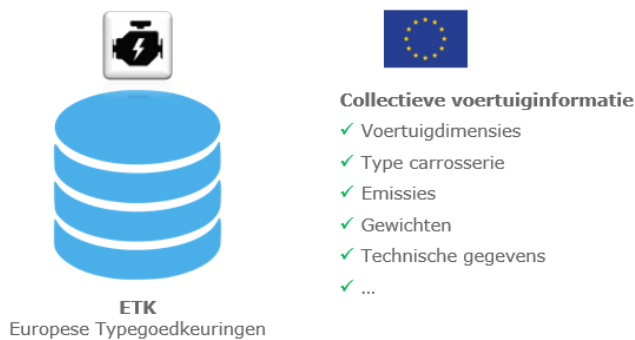 ETK
Europese Typegoedkeuringen
Collectieve voertuiginformatie
✓ Voertuigdimensies
✓ Type carrosserie
✓ Emissies
✓ Gewichten
✓ Technische gegevens
✓ ...